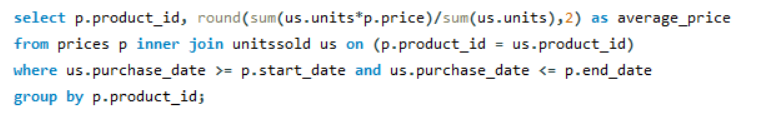 select p.product_id, round(sum(us.units*p.price)/sum(us.units),2) as average_price
from prices p inner join unitssold us on (p.product_id = us.product_id)
where us.purchase_date >= p.start_date and us.purchase_date <= p.end_date
group by p.product_id;